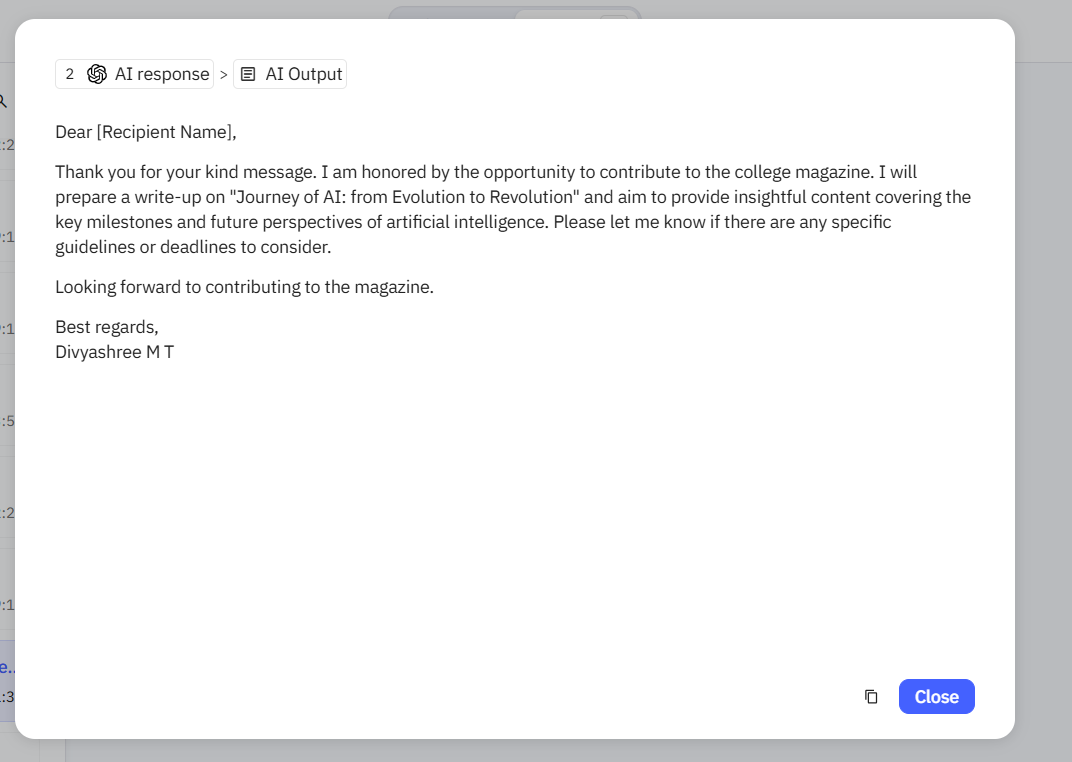 2 AI response > AI Output
Dear [Recipient Name],
Thank you for your kind message. I am honored by the opportunity to contribute to the college magazine. I will
prepare a write-up on "Journey of AI: from Evolution to Revolution" and aim to provide insightful content covering the
key milestones and future perspectives of artificial intelligence. Please let me know if there are any specific
guidelines or deadlines to consider.
Looking forward to contributing to the magazine.
Best regards,
Divyashree M T
Close